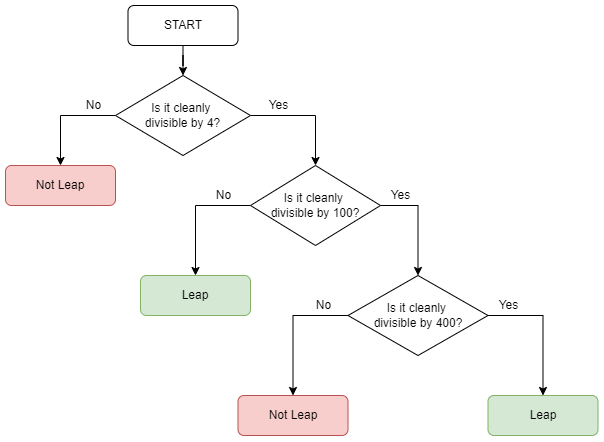 START
No
Yes
Is it cleanly
divisible by 4?
Not Leap
No
Yes
Is it cleanly
divisible by 100?
Leap
No
Yes
Is it cleanly
divisible by 400?
Not Leap
Leap